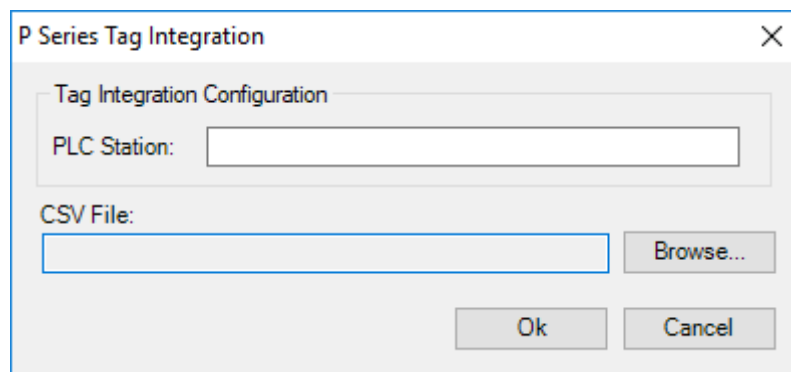 P Series Tag Integration
Tag Integration Configuration
PLC Station:
CSV File:
Browse...
Ok Cancel